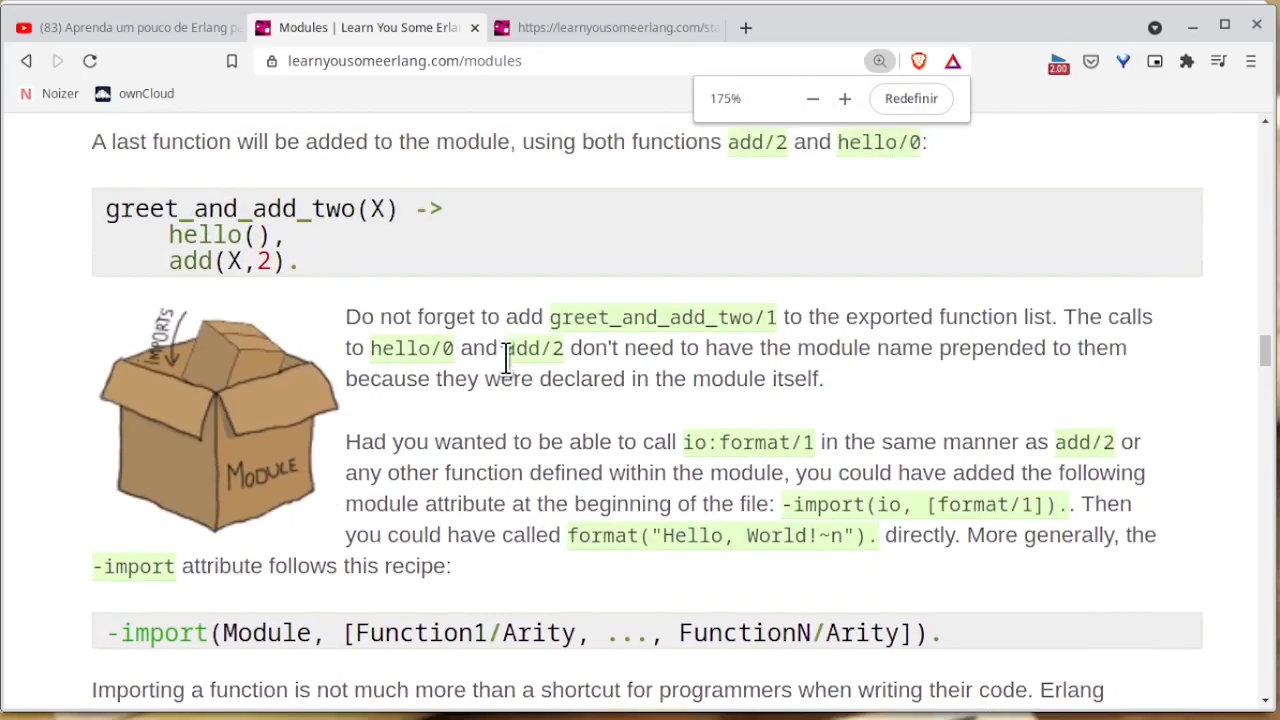 (83) Aprenda um pouco de Erlang p
Modules | Learn You Some Erla
https://learnyousomeerlang.com/sta
learnyousomeerlang.com/modules
2.00
Noizer
ownCloud
175%
Redefinir
A last function will be added to the module, using both functions add/2 and hello/0:
greet_and_add_two(X) ->
hello(),
add(X,2).
IMPORTS
MODULE
Do not forget to add greet_and_add_two/1 to the exported function list. The calls
to hello/0 and add/2 don't need to have the module name prepended to them
because they were declared in the module itself.
Had you wanted to be able to call io:format/1 in the same manner as add/2 or
any other function defined within the module, you could have added the following
module attribute at the beginning of the file: -import(io, [format/1]).. Then
you could have called format("Hello, World!~n"). directly. More generally, the
-import attribute follows this recipe:
-import(Module, [Function1/Arity, ..., FunctionN/Arity]).
Importing a function is not much more than a shortcut for programmers when writing their code. Erlang